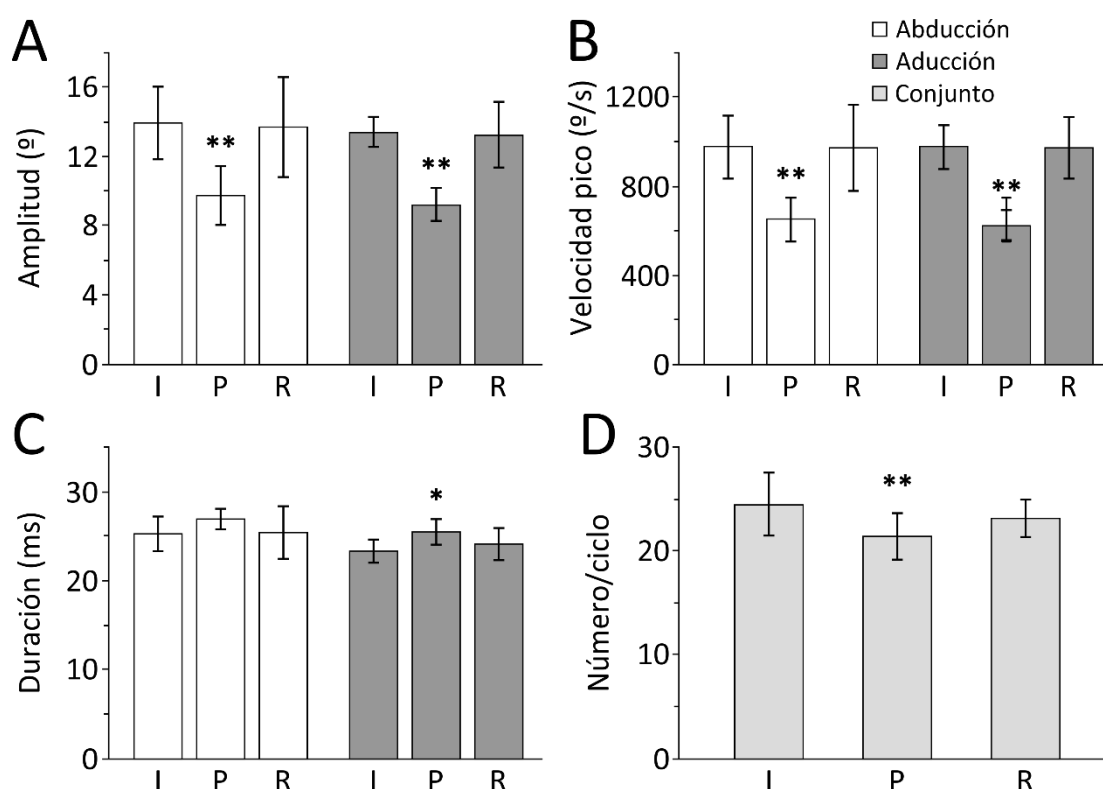 A
Amplitud (º)
16
12
8
4
0
**
**
I P R I P R
B
Abducción
Aducción
Conjunto
Velocidad pico (º/s)
1200
800
400
0
**
**
I P R I P R
C
Duración (ms)
30
20
10
0
*
I P R I P R
D
Número/ciclo
30
20
10
0
**
I P R